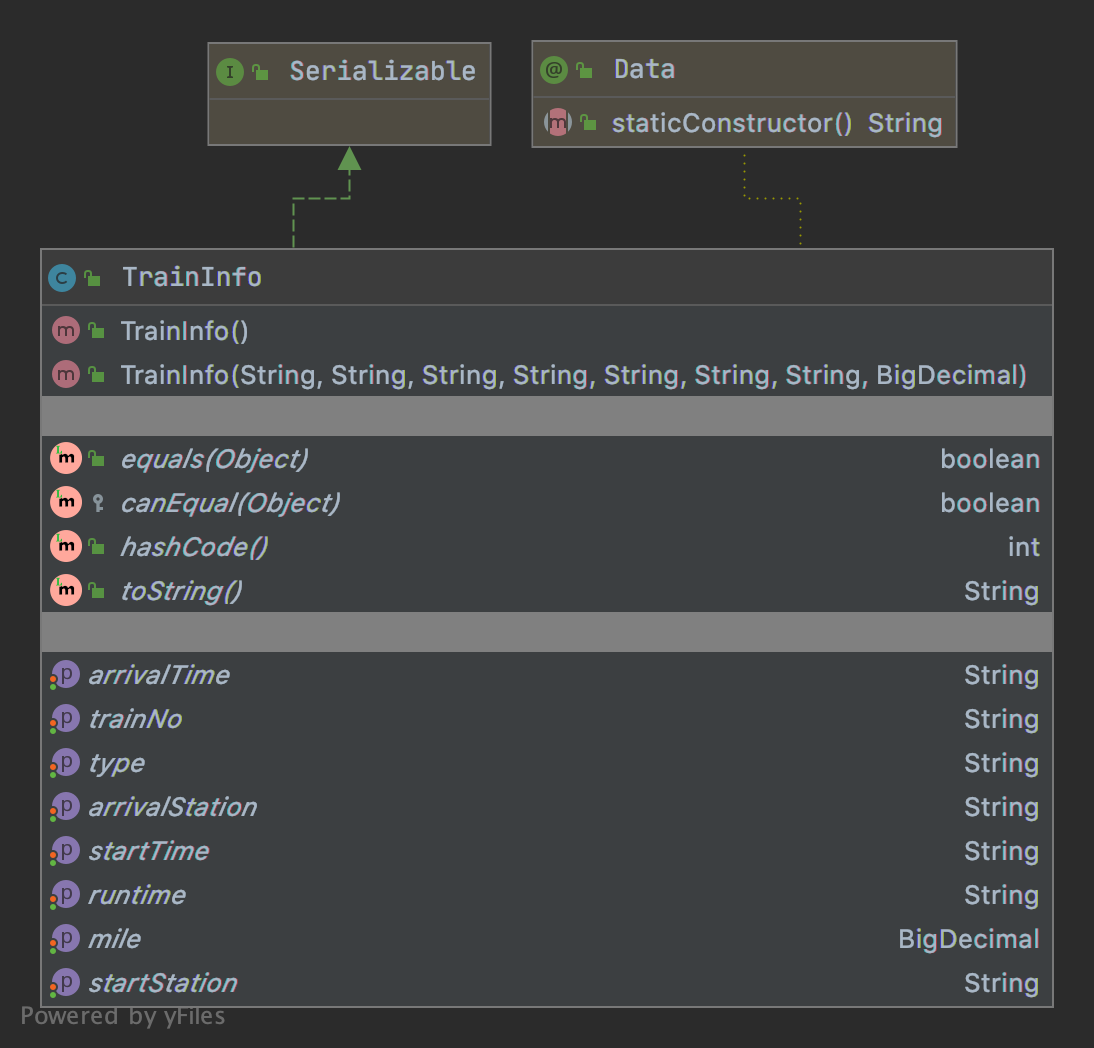 Serializable
Data
staticConstructor() String
TrainInfo
TrainInfo()
TrainInfo(String, String, String, String, String, String, String, BigDecimal)
equals(Object) boolean
canEqual(Object) boolean
hashCode() int
toString() String
arrivalTime String
trainNo String
type String
arrivalStation String
startTime String
runtime String
mile BigDecimal
startStation String
Powered by yFiles